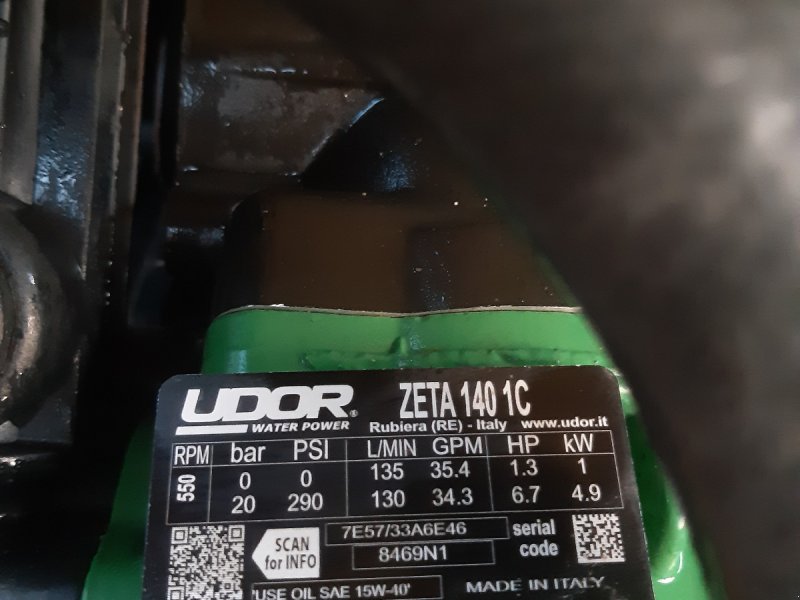 UDOR® ZETA 140 1C
WATER POWER Rubiera (RE) - Italy www.udor.it
RPM bar PSI L/MIN GPM HP kW
550 0 0 135 35.4 1.3 1
20 290 130 34.3 6.7 4.9
SCAN for INFO
7E57/33A6E46 serial code
8469N1
'USE OIL SAE 15W-40' MADE IN ITALY